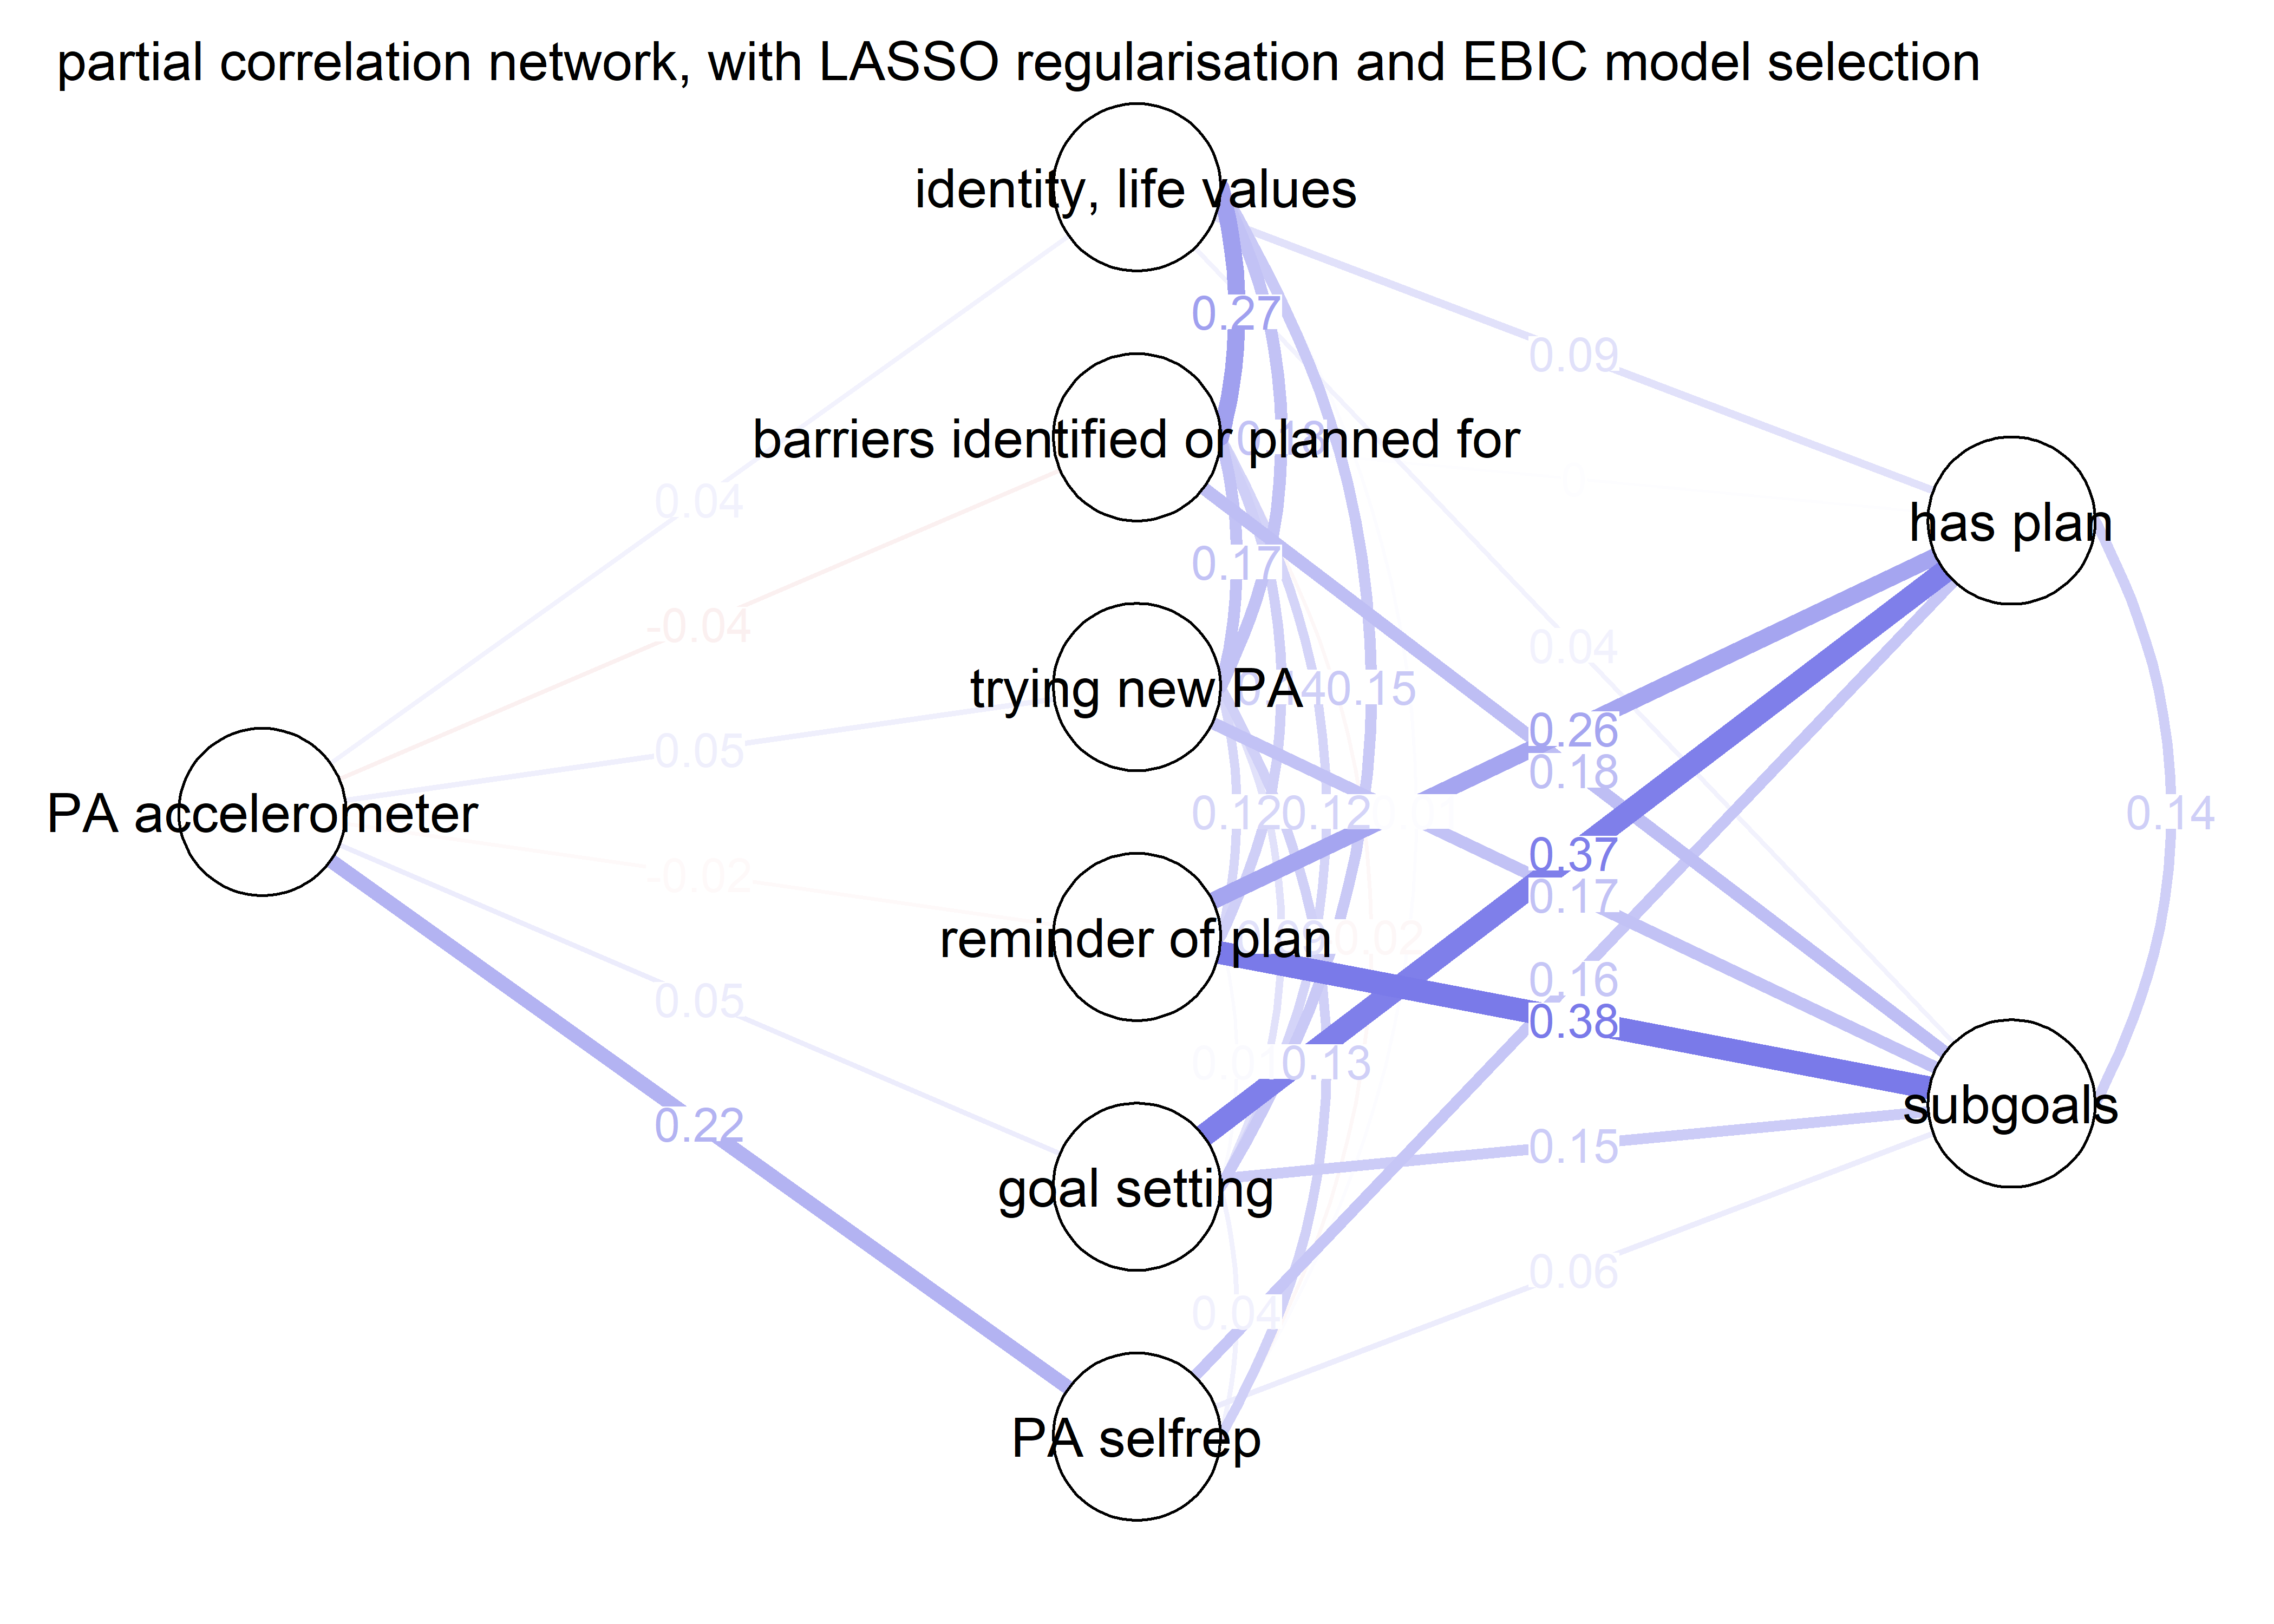 partial correlation network, with LASSO regularisation and EBIC model selection
identity, life values
0.27
0.09
barriers identified or planned for
0
0.04
has plan
0.17
-0.04
0.04
trying new PA
0.15
0.26
0.05
0.18
PA accelerometer
0.12
0.12
0.01
0.14
0.37
-0.02
0.17
reminder of plan
0.02
0.16
0.05
0.38
0.01
0.13
subgoals
0.22
0.15
goal setting
0.06
0.04
PA selfrep